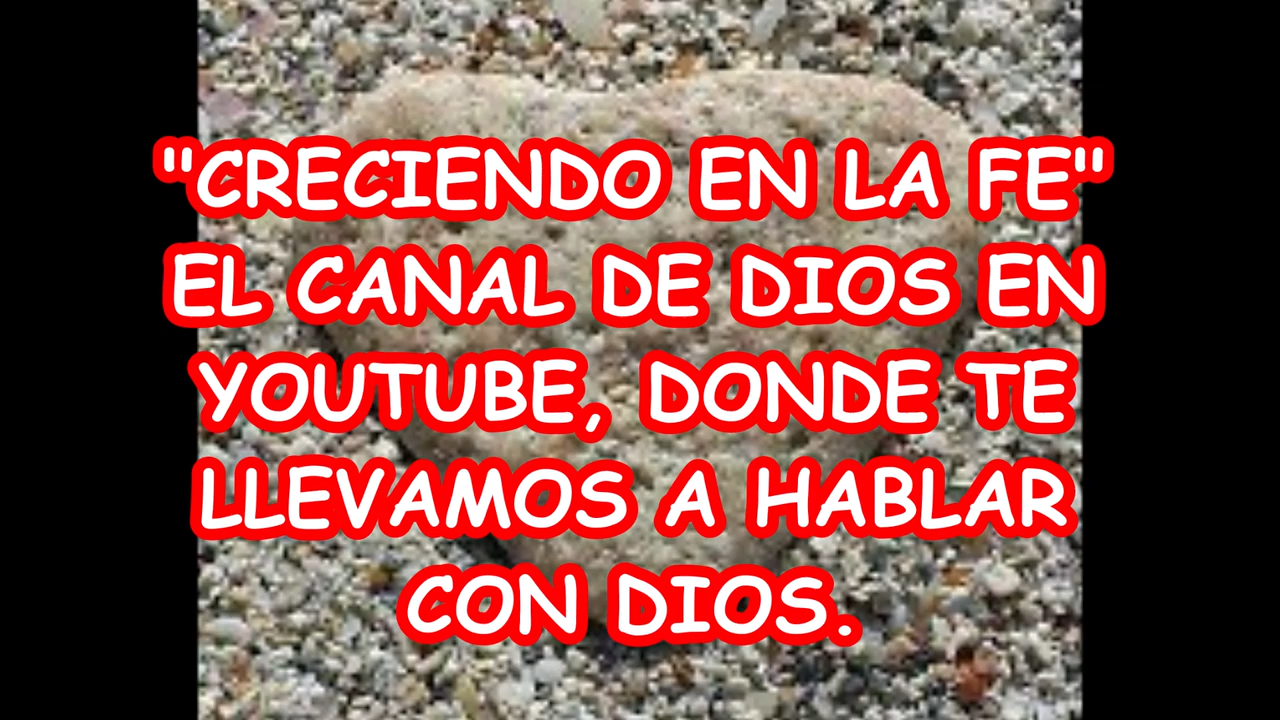 "CRECIENDO EN LA FE"
EL CANAL DE DIOS EN
YOUTUBE, DONDE TE
LLEVAMOS A HABLAR
CON DIOS.